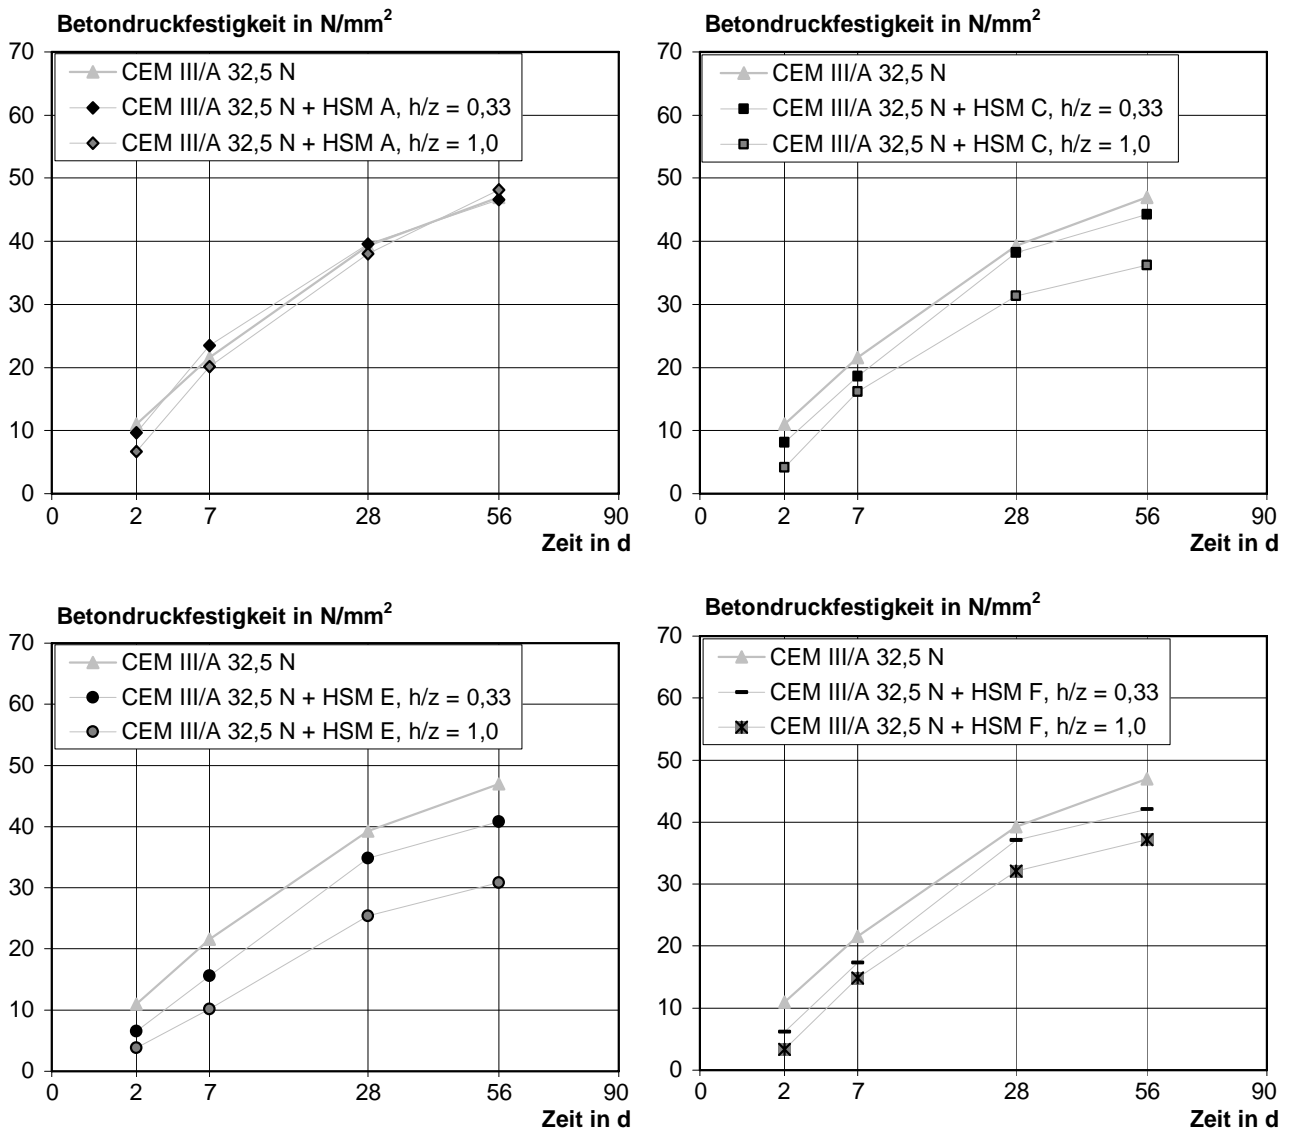 Betondruckfestigkeit in N/mm²
70
60
50
40
30
20
10
0
CEM III/A 32,5 N
CEM III/A 32,5 N + HSM A, h/z = 0,33
CEM III/A 32,5 N + HSM A, h/z = 1,0
0 2 7 28 56 90
Zeit in d
Betondruckfestigkeit in N/mm²
70
60
50
40
30
20
10
0
CEM III/A 32,5 N
CEM III/A 32,5 N + HSM C, h/z = 0,33
CEM III/A 32,5 N + HSM C, h/z = 1,0
0 2 7 28 56 90
Zeit in d
Betondruckfestigkeit in N/mm²
70
60
50
40
30
20
10
0
CEM III/A 32,5 N
CEM III/A 32,5 N + HSM E, h/z = 0,33
CEM III/A 32,5 N + HSM E, h/z = 1,0
0 2 7 28 56 90
Zeit in d
Betondruckfestigkeit in N/mm²
70
60
50
40
30
20
10
0
CEM III/A 32,5 N
CEM III/A 32,5 N + HSM F, h/z = 0,33
CEM III/A 32,5 N + HSM F, h/z = 1,0
0 2 7 28 56 90
Zeit in d